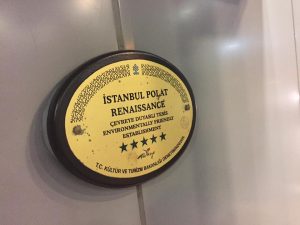 İSTANBUL POLAT
RENAISSANCE
ÇEVREYE DUYARLI TESİS
ENVIRONMENTALLY FRIENDLY
ESTABLISHMENT
T.C. KÜLTÜR VE TURİZM BAKANLIĞI